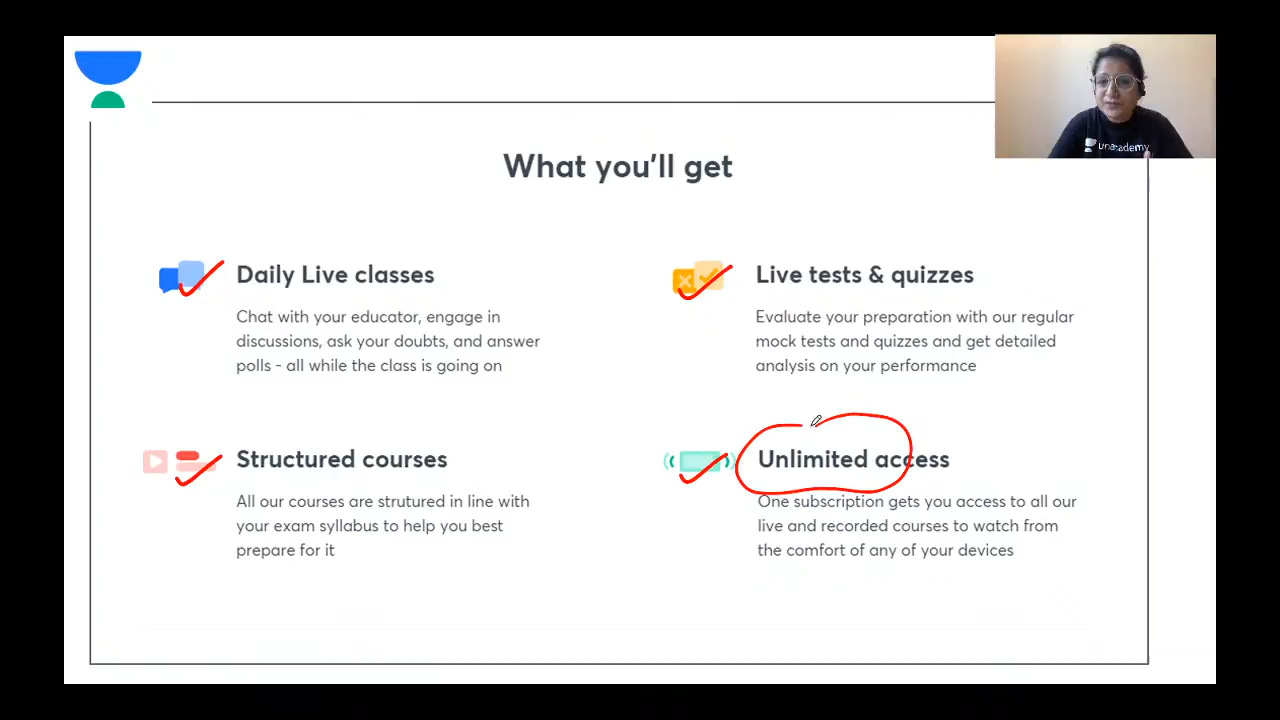 unacademy
What you'll get
Daily Live classes
Chat with your educator, engage in
discussions, ask your doubts, and answer
polls - all while the class is going on
Live tests & quizzes
Evaluate your preparation with our regular
mock tests and quizzes and get detailed
analysis on your performance
Structured courses
All our courses are strutured in line with
your exam syllabus to help you best
prepare for it
Unlimited access
One subscription gets you access to all our
live and recorded courses to watch from
the comfort of any of your devices